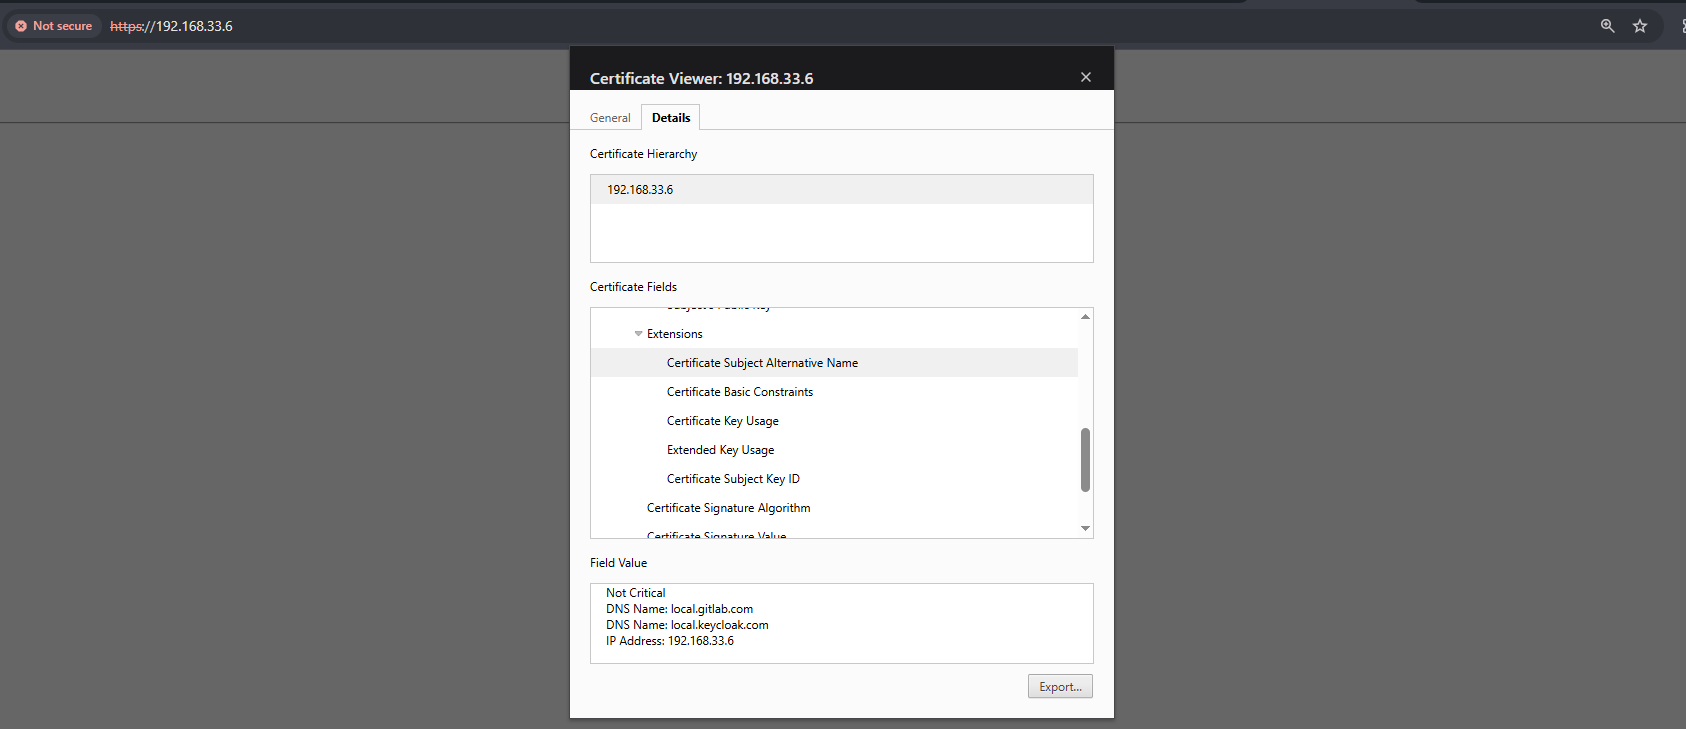 Not secure https://192.168.33.6
Certificate Viewer: 192.168.33.6
General Details
Certificate Hierarchy
192.168.33.6
Certificate Fields
Extensions
Certificate Subject Alternative Name
Certificate Basic Constraints
Certificate Key Usage
Extended Key Usage
Certificate Subject Key ID
Certificate Signature Algorithm
Certificate Signature Value
Field Value
Not Critical
DNS Name: local.gitlab.com
DNS Name: local.keycloak.com
IP Address: 192.168.33.6
Export...